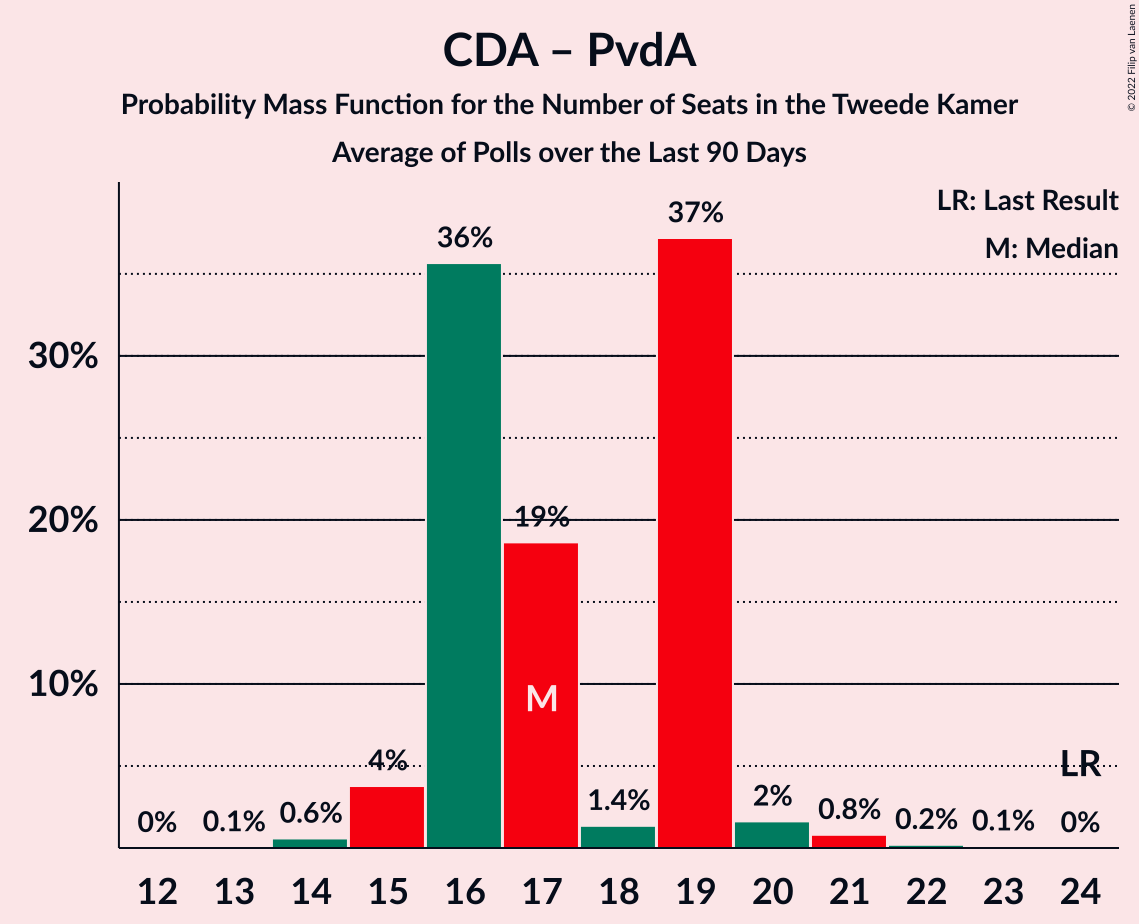 CDA – PvdA
Probability Mass Function for the Number of Seats in the Tweede Kamer
Average of Polls over the Last 90 Days
© 2022 Filip van Laenen
LR: Last Result
M: Median
30%
20%
10%
0%
0.1%
0.6%
4%
36%
19%
1.4%
37%
2%
0.8%
0.2%
0.1%
0%
M
LR
12 13 14 15 16 17 18 19 20 21 22 23 24